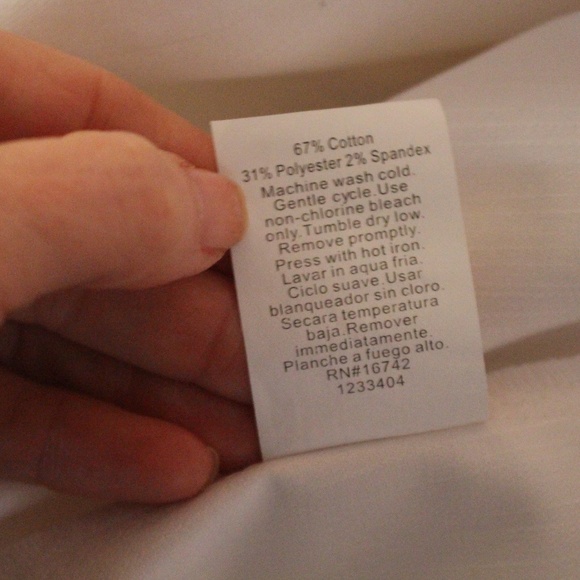 67% Cotton
31% Polyester 2% Spandex
Machine wash cold.
Gentle cycle.Use
non-chlorine bleach
only.Tumble dry low.
Remove promptly.
Press with hot iron.
Lavar in aqua fria.
Ciclo suave.Usar
blanqueador sin cloro.
Secara temperatura
baja.Remover
immediatamente.
Planche a fuego alto.
RN#16742
1233404